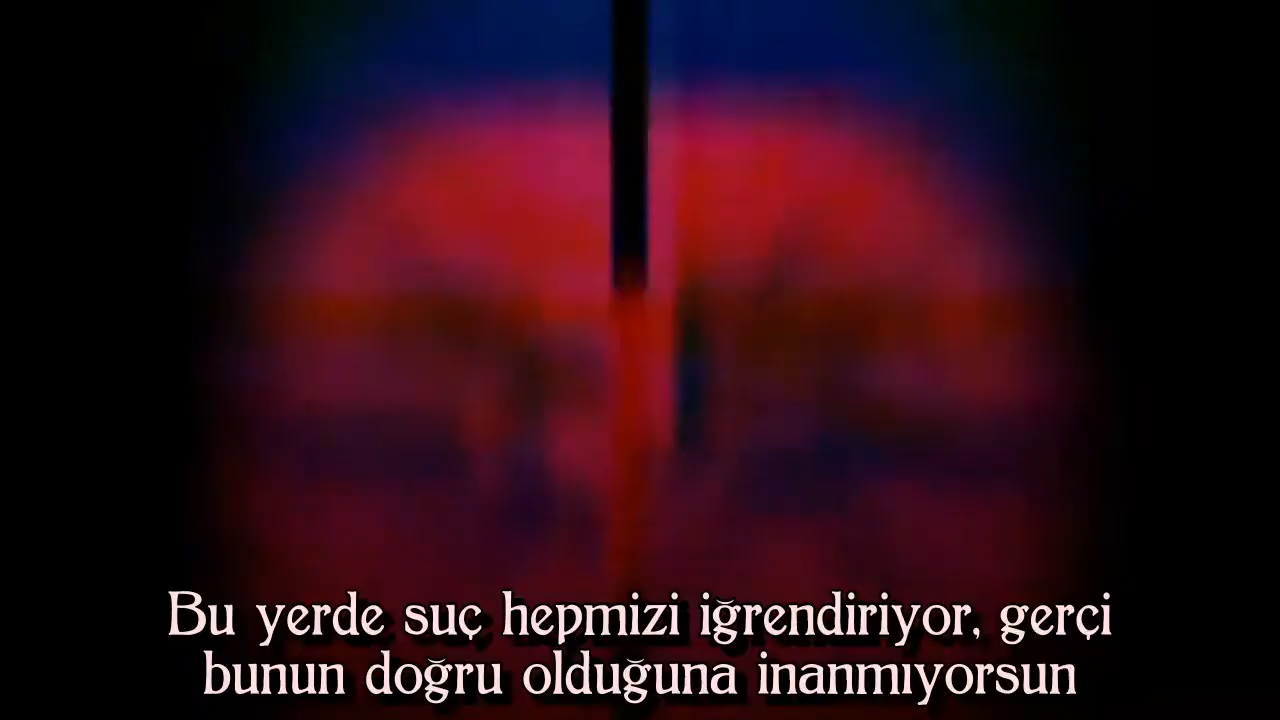 Bu yerde suç hepmizi iğrendiriyor, gerçi
bunun doğru olduğuna inanmıyorsun